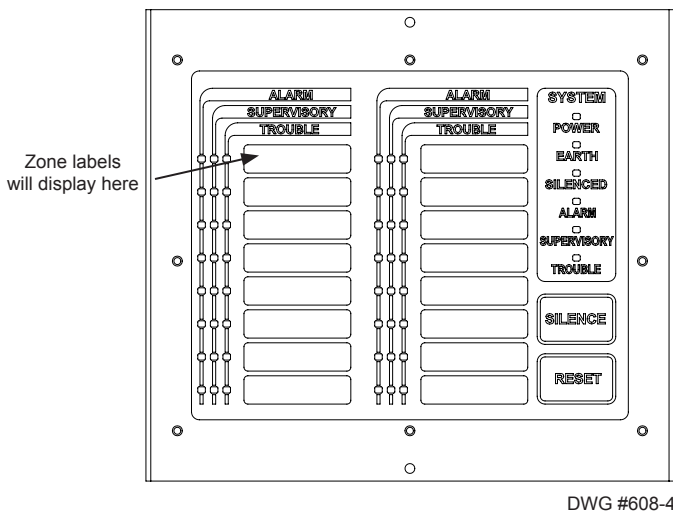 ALARM
SUPERVISORY
TROUBLE
ALARM
SUPERVISORY
TROUBLE
SYSTEM
POWER
EARTH
SILENCED
ALARM
SUPERVISORY
TROUBLE
SILENCE
RESET
Zone labels
will display here
DWG #608-4